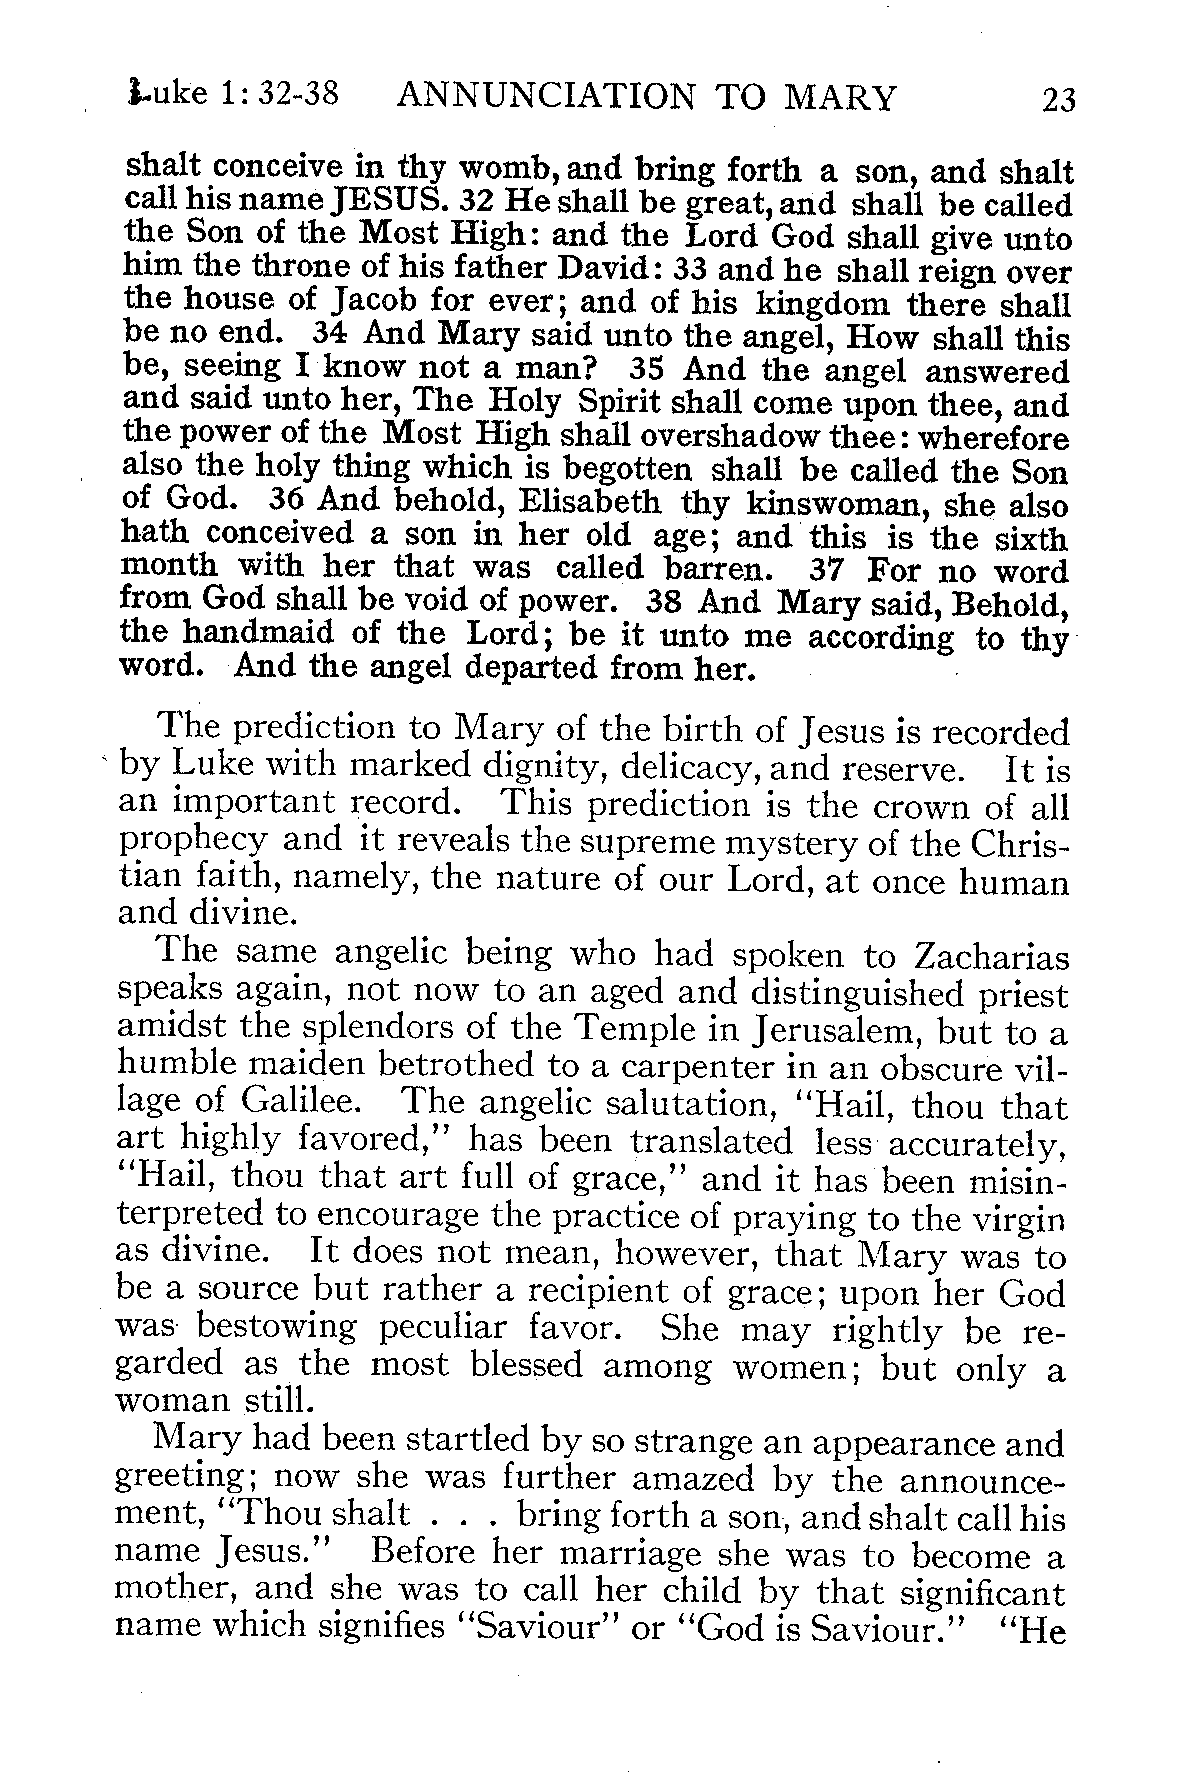 Luke 1: 32-38 ANNUNCIATION TO MARY 23
shalt conceive in thy womb, and bring forth a son, and shalt
call his name JESUS. 32 He shall be great, and shall be called
the Son of the Most High: and the Lord God shall give unto
him the throne of his father David: 33 and he shall reign over
the house of Jacob for ever; and of his kingdom there shall
be no end. 34 And Mary said unto the angel, How shall this
be, seeing I know not a man? 35 And the angel answered
and said unto her, The Holy Spirit shall come upon thee, and
the power of the Most High shall overshadow thee: wherefore
also the holy thing which is begotten shall be called the Son
of God. 36 And behold, Elisabeth thy kinswoman, she also
hath conceived a son in her old age; and this is the sixth
month with her that was called barren. 37 For no word
from God shall be void of power. 38 And Mary said, Behold,
the handmaid of the Lord; be it unto me according to thy
word. And the angel departed from her.
The prediction to Mary of the birth of Jesus is recorded
by Luke with marked dignity, delicacy, and reserve. It is
an important record. This prediction is the crown of all
prophecy and it reveals the supreme mystery of the Chris-
tian faith, namely, the nature of our Lord, at once human
and divine.
The same angelic being who had spoken to Zacharias
speaks again, not now to an aged and distinguished priest
amidst the splendors of the Temple in Jerusalem, but to a
humble maiden betrothed to a carpenter in an obscure vil-
lage of Galilee. The angelic salutation, "Hail, thou that
art highly favored," has been translated less accurately,
"Hail, thou that art full of grace," and it has been misin-
terpreted to encourage the practice of praying to the virgin
as divine. It does not mean, however, that Mary was to
be a source but rather a recipient of grace; upon her God
was bestowing peculiar favor. She may rightly be re-
garded as the most blessed among women; but only a
woman still.
Mary had been startled by so strange an appearance and
greeting; now she was further amazed by the announce-
ment, "Thou shalt . . . bring forth a son, and shalt call his
name Jesus." Before her marriage she was to become a
mother, and she was to call her child by that significant
name which signifies "Saviour" or "God is Saviour." "He